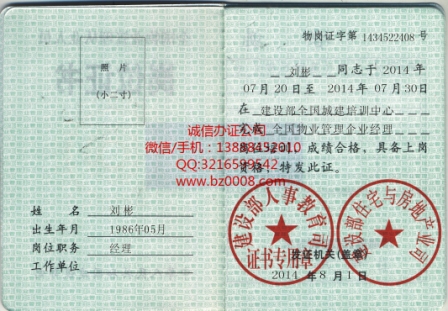 照片
(小二寸)
姓名 刘彬
出生年月 1986年05月
岗位职务 经理
工作单位
物岗证字第 1434522408 号
刘彬 同志于 2014 年
07 月 20 日至 2014 年 07 月 30 日
在 建设部全国城建培训中心
全国物业管理企业经理
岗位培训，成绩合格，具备上岗
资格，特发此证。
诚信办证公司
微信/手机:13888452010
QQ:3216599542
www.bz0008.com
建设部人事教育司
证书专用章
建设部住宅与房地产业司
发证机关(盖章)
2014 年 8 月 1 日